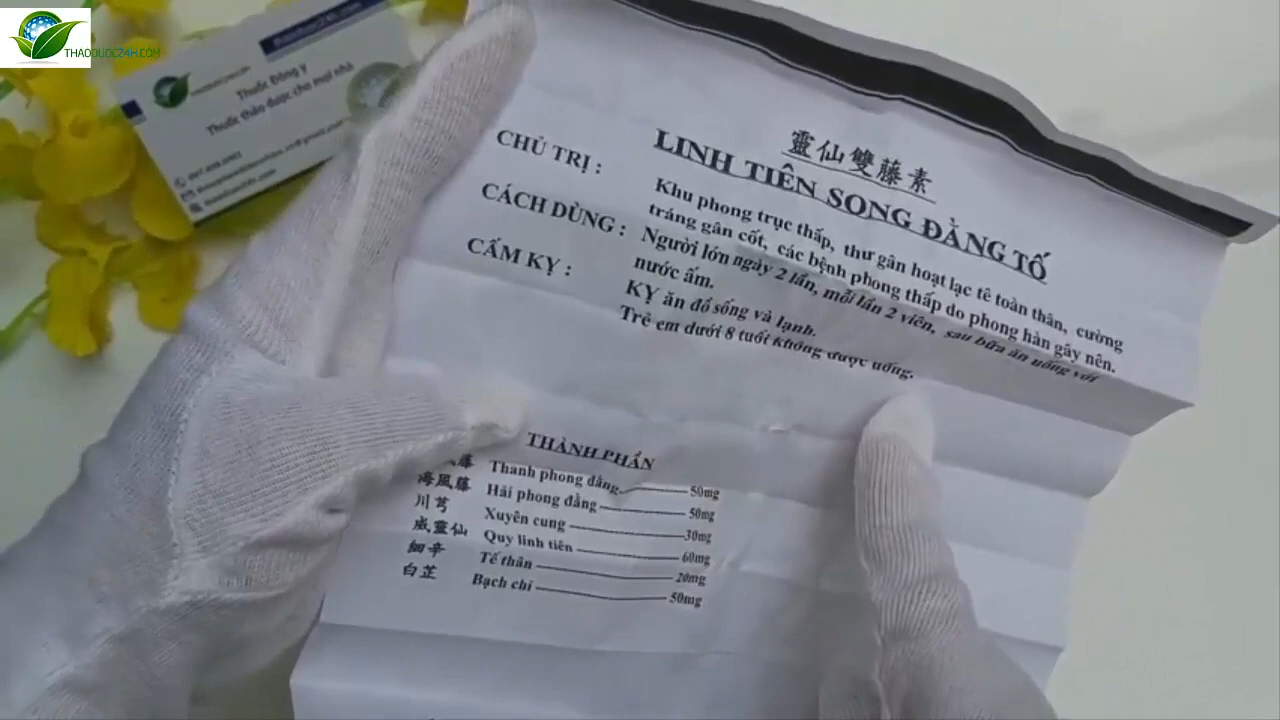 THAODUOC24H.COM
Thuốc Đông Y
Thuốc thảo dược cho mọi nhà
靈仙雙藤素
LINH TIÊN SONG ĐẰNG TỐ
CHỦ TRỊ : Khu phong trục thấp, thư gân hoạt lạc tê toàn thân, cường
tráng gân cốt, các bệnh phong thấp do phong hàn gây nên.
CÁCH DÙNG : Người lớn ngày 2 lần, mỗi lần 2 viên, sau bữa ăn uống với
nước ấm.
CẤM KỴ : KỴ ăn đồ sống và lạnh.
Trẻ em dưới 8 tuổi không được uống.
THÀNH PHẦN
藤 Thanh phong đằng 50mg
海風藤 Hải phong đằng 50mg
川芎 Xuyên cung 30mg
威靈仙 Quy linh tiên 60mg
細辛 Tế thân 20mg
白芷 Bạch chỉ 50mg